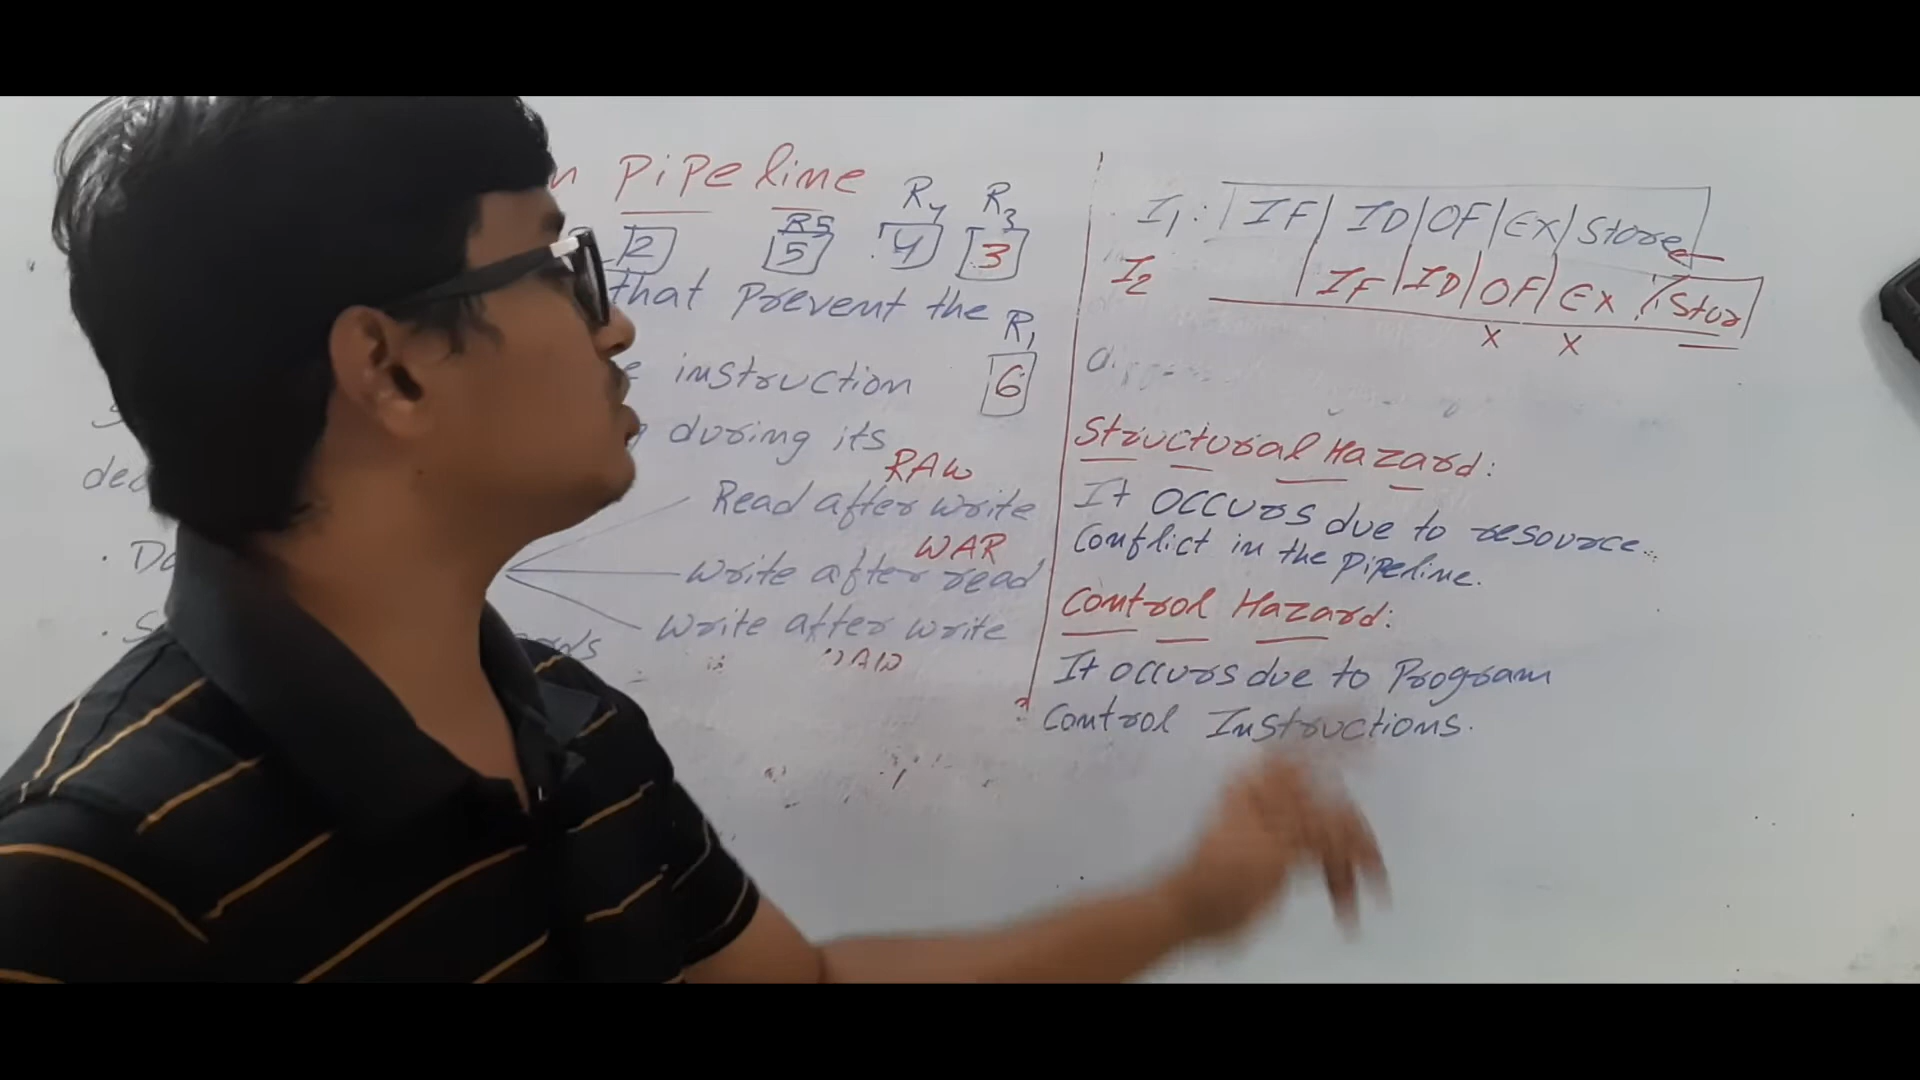 n Pipeline
R4 R3
2 R5 5 4 3
that prevent the
R1
instruction 6
during its
dec
RAW
Read after write
WAR
write after read
write after write
I1: IF | ID | OF | EX | Store
I2 IF | ID | OF | EX | Stor
x x
Structural Hazard:
It occurs due to resource
Conflict in the Pipeline.
Control Hazard:
It occurs due to Program
Control Instructions.